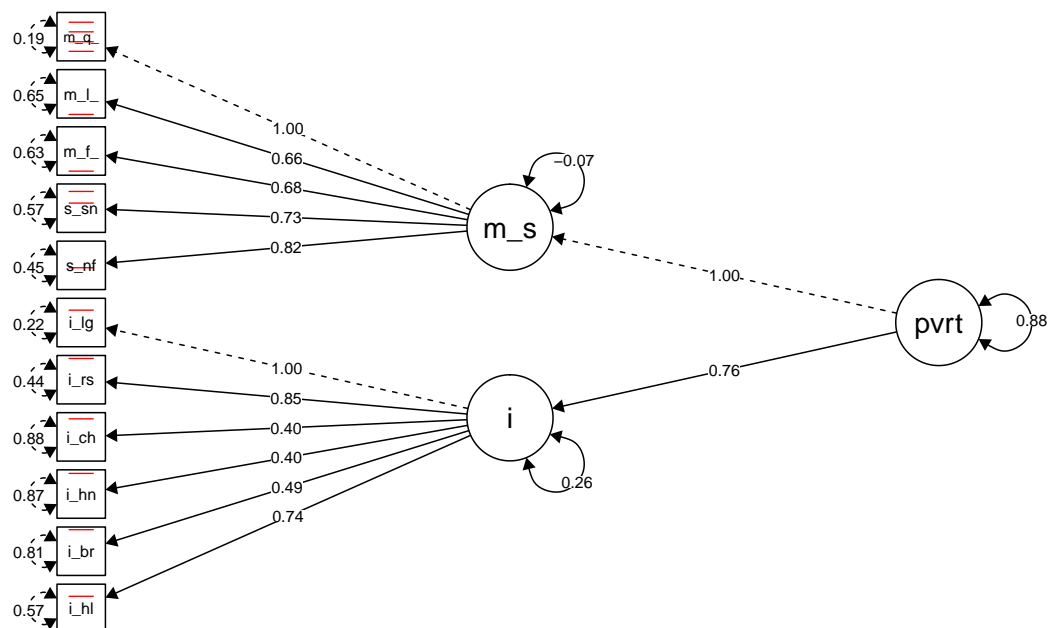 0.19
m_q_
0.65
m_l_
0.63
m_f_
0.57
s_sn
0.45
s_nf
0.22
i_lg
0.44
i_rs
0.88
i_ch
0.87
i_hn
0.81
i_br
0.57
i_hl
1.00
0.66
0.68
0.73
0.82
1.00
0.85
0.40
0.40
0.49
0.74
−0.07
m_s
i
0.26
1.00
0.76
pvrt
0.88